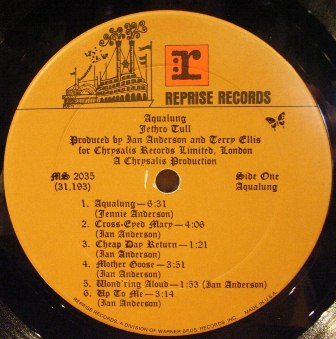 r
REPRISE RECORDS
Aqualung
Jethro Tull
Produced by Ian Anderson and Terry Ellis
for Chrysalis Records Limited, London
A Chrysalis Production
MS 2035
(31,193)
Side One
Aqualung
1. Aqualung—6:31
(Jennie Anderson)
2. Cross-Eyed Mary—4:06
(Ian Anderson)
3. Cheap Day Return—1:21
(Ian Anderson)
4. Mother Goose—3:51
(Ian Anderson)
5. Wond'ring Aloud—1:53 (Ian Anderson)
6. Up To Me—3:14
(Ian Anderson)
REPRISE RECORDS, A DIVISION OF WARNER BROS. RECORDS INC.
MADE IN U.S.A.